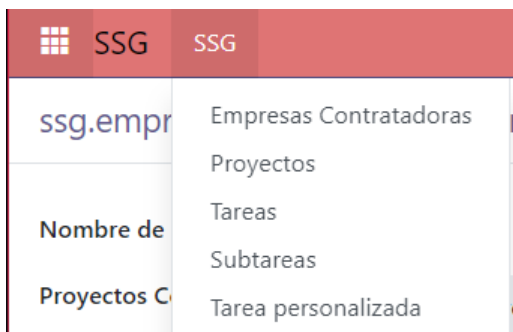 SSG SSG
ssg.empr
Empresas Contratadoras
Proyectos
Tareas
Nombre de
Subtareas
Proyectos C
Tarea personalizada